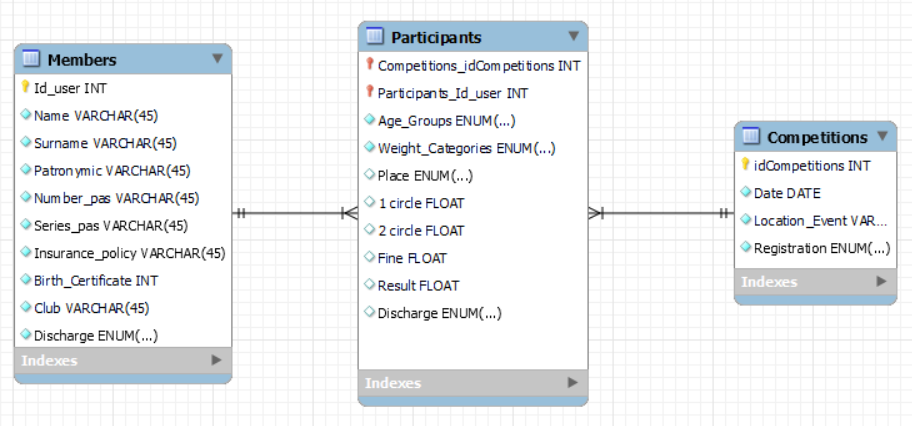 Members
Id_user INT
Name VARCHAR(45)
Surname VARCHAR(45)
Patronymic VARCHAR(45)
Number_pas VARCHAR(45)
Series_pas VARCHAR(45)
Insurance_policy VARCHAR(45)
Birth_Certificate INT
Club VARCHAR(45)
Discharge ENUM(...)
Indexes
Participants
Competitions_idCompetitions INT
Participants_Id_user INT
Age_Groups ENUM(...)
Weight_Categories ENUM(...)
Place ENUM(...)
1 circle FLOAT
2 circle FLOAT
Fine FLOAT
Result FLOAT
Discharge ENUM(...)
Indexes
Competitions
idCompetitions INT
Date DATE
Location_Event VAR...
Registration ENUM(...)
Indexes